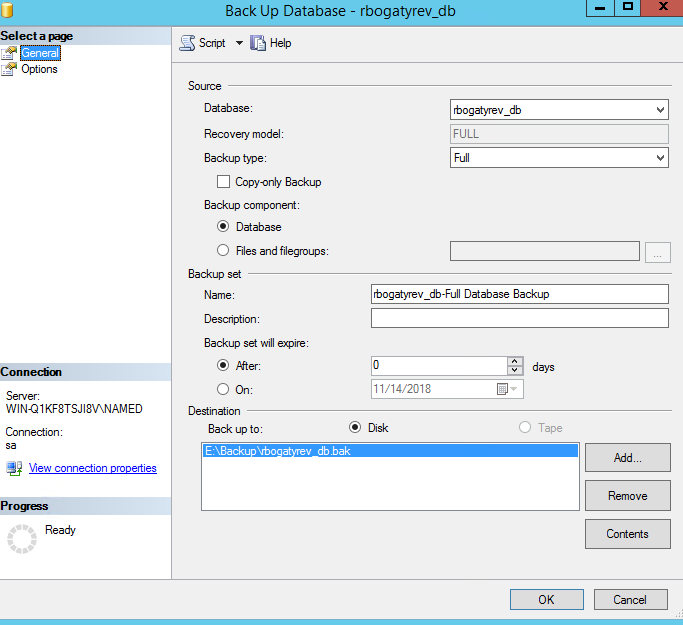 Back Up Database - rbogatyrev_db
Select a page
General
Options
Script
Help
Source
Database:
rbogatyrev_db
Recovery model:
FULL
Backup type:
Full
Copy-only Backup
Backup component:
Database
Files and filegroups:
...
Backup set
Name:
rbogatyrev_db-Full Database Backup
Description:
Backup set will expire:
After:
0
days
On:
11/14/2018
Destination
Back up to:
Disk
Tape
E:\Backup\rbogatyrev_db.bak
Add...
Remove
Contents
Connection
Server:
WIN-Q1KF8TSJI8V\NAMED
Connection:
sa
View connection properties
Progress
Ready
OK
Cancel